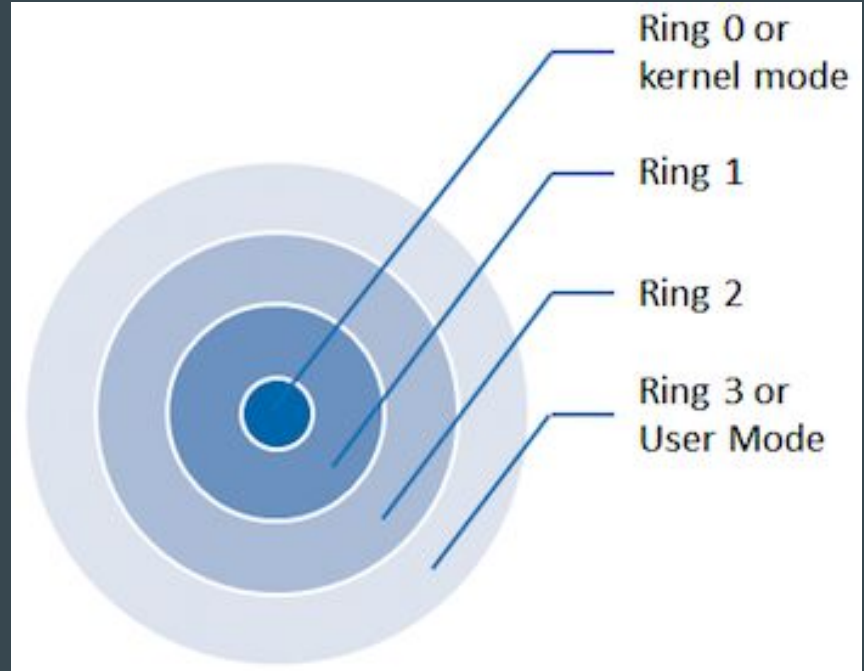 Ring 0 or
kernel mode
Ring 1
Ring 2
Ring 3 or
User Mode